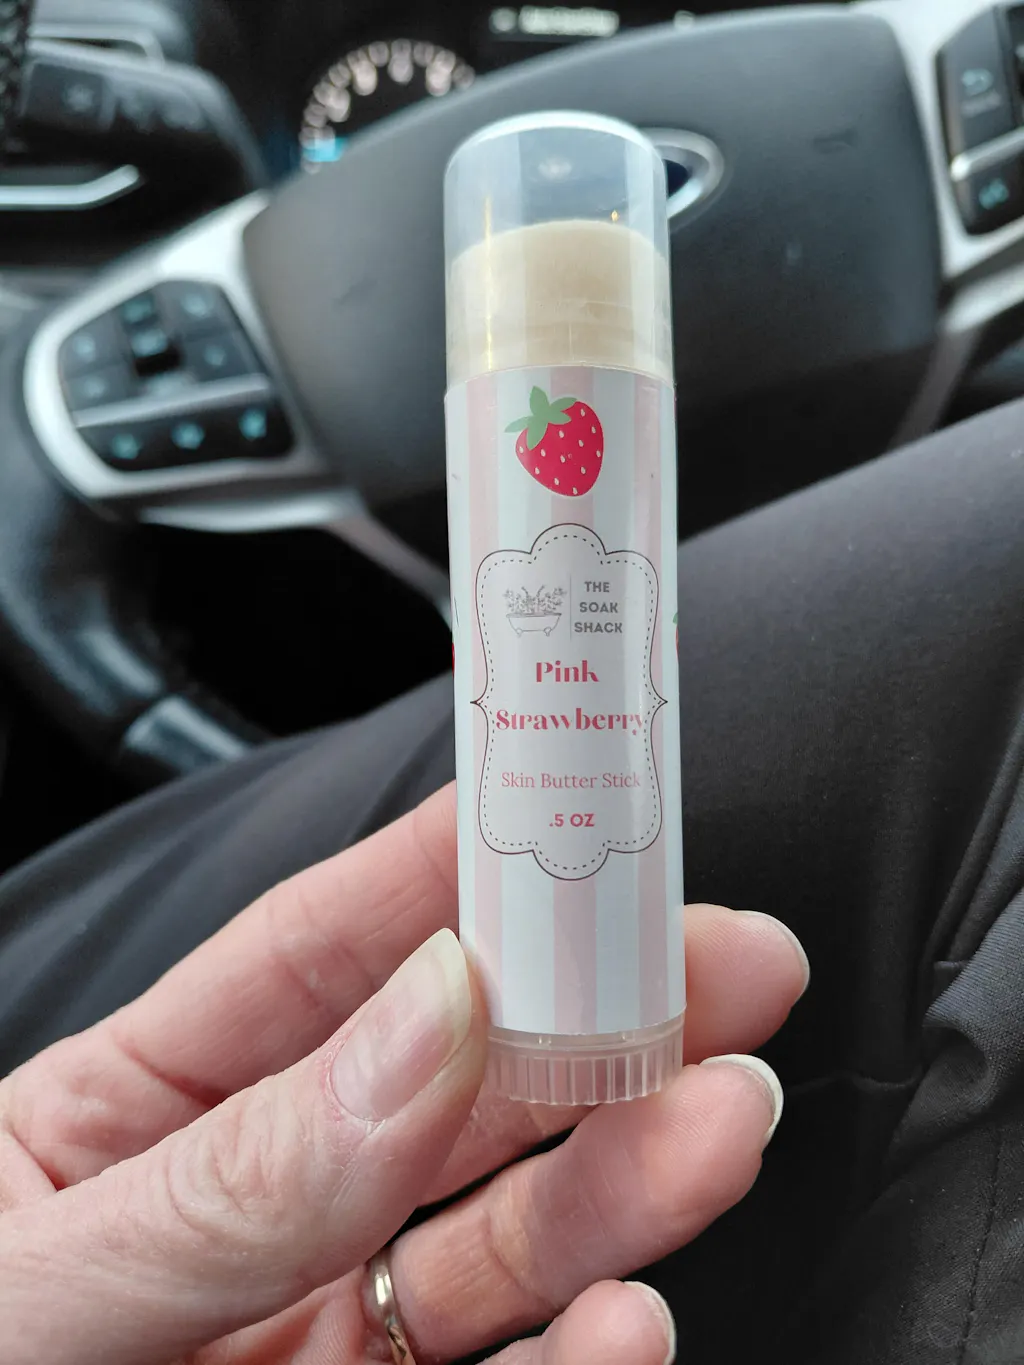 THE
SOAK
SHACK
Pink
Strawberry
Skin Butter Stick
.5 OZ